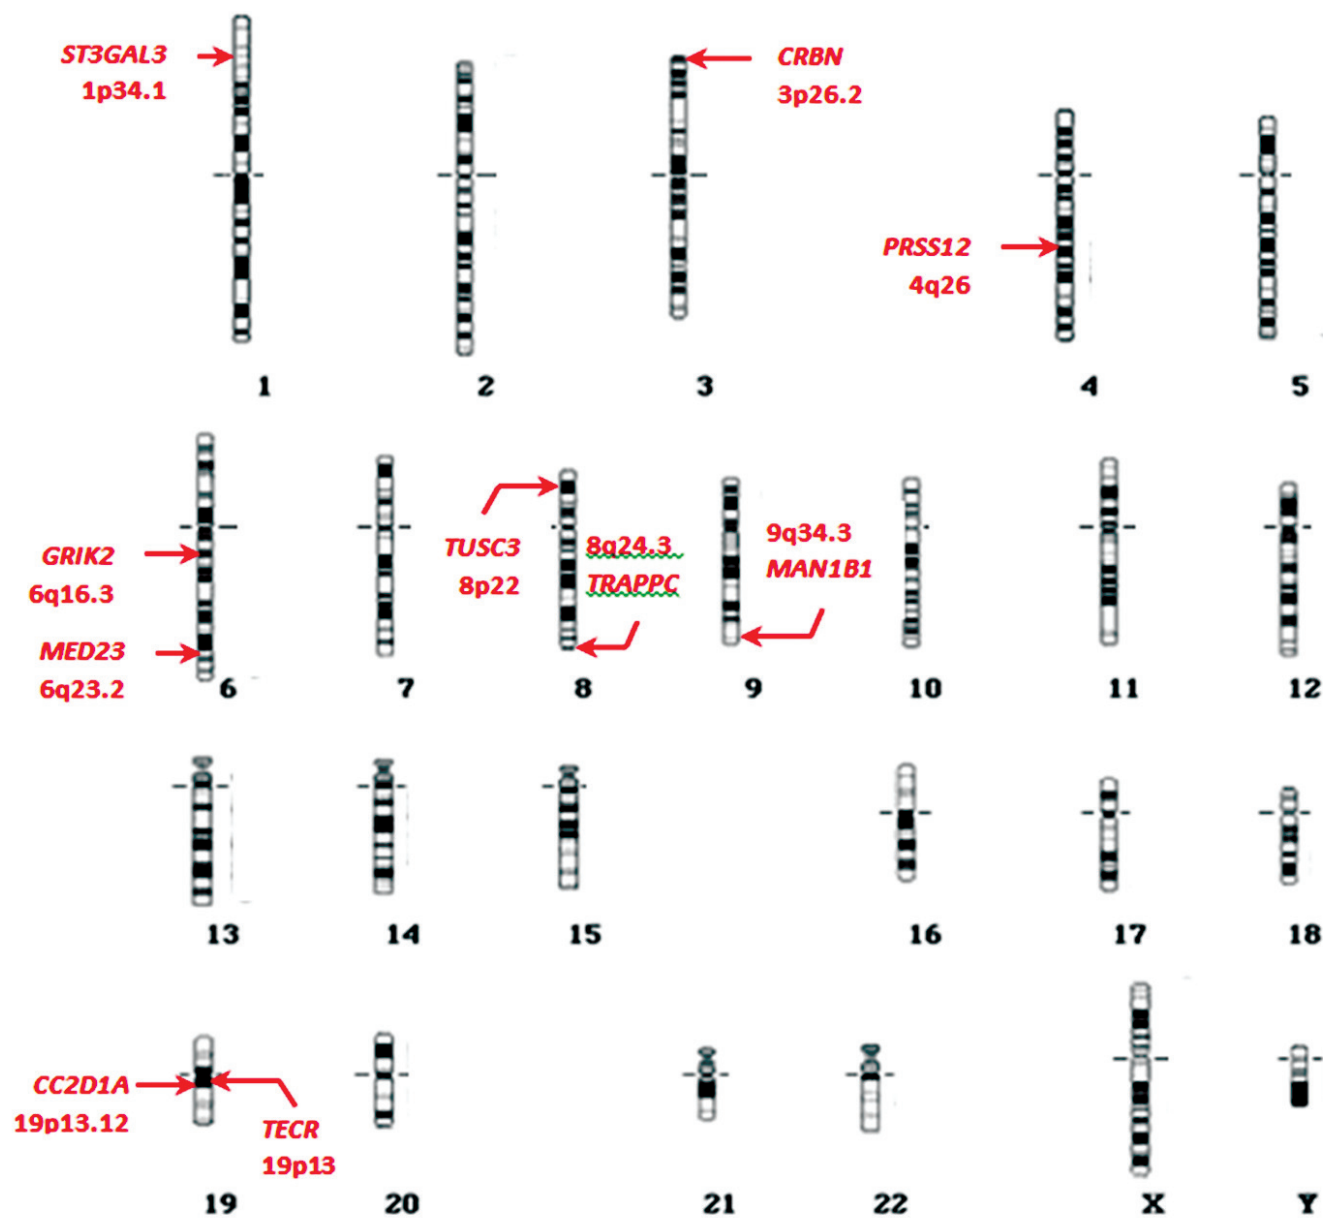 ST3GAL3
1p34.1
CRBN
3p26.2
PRSS12
4q26
1
2
3
4
5
GRIK2
6q16.3
MED23
6q23.2
TUSC3
8p22
8q24.3
TRAPPC
9q34.3
MAN1B1
6
7
8
9
10
11
12
13
14
15
16
17
18
CC2D1A
19p13.12
TECR
19p13
19
20
21
22
X
Y